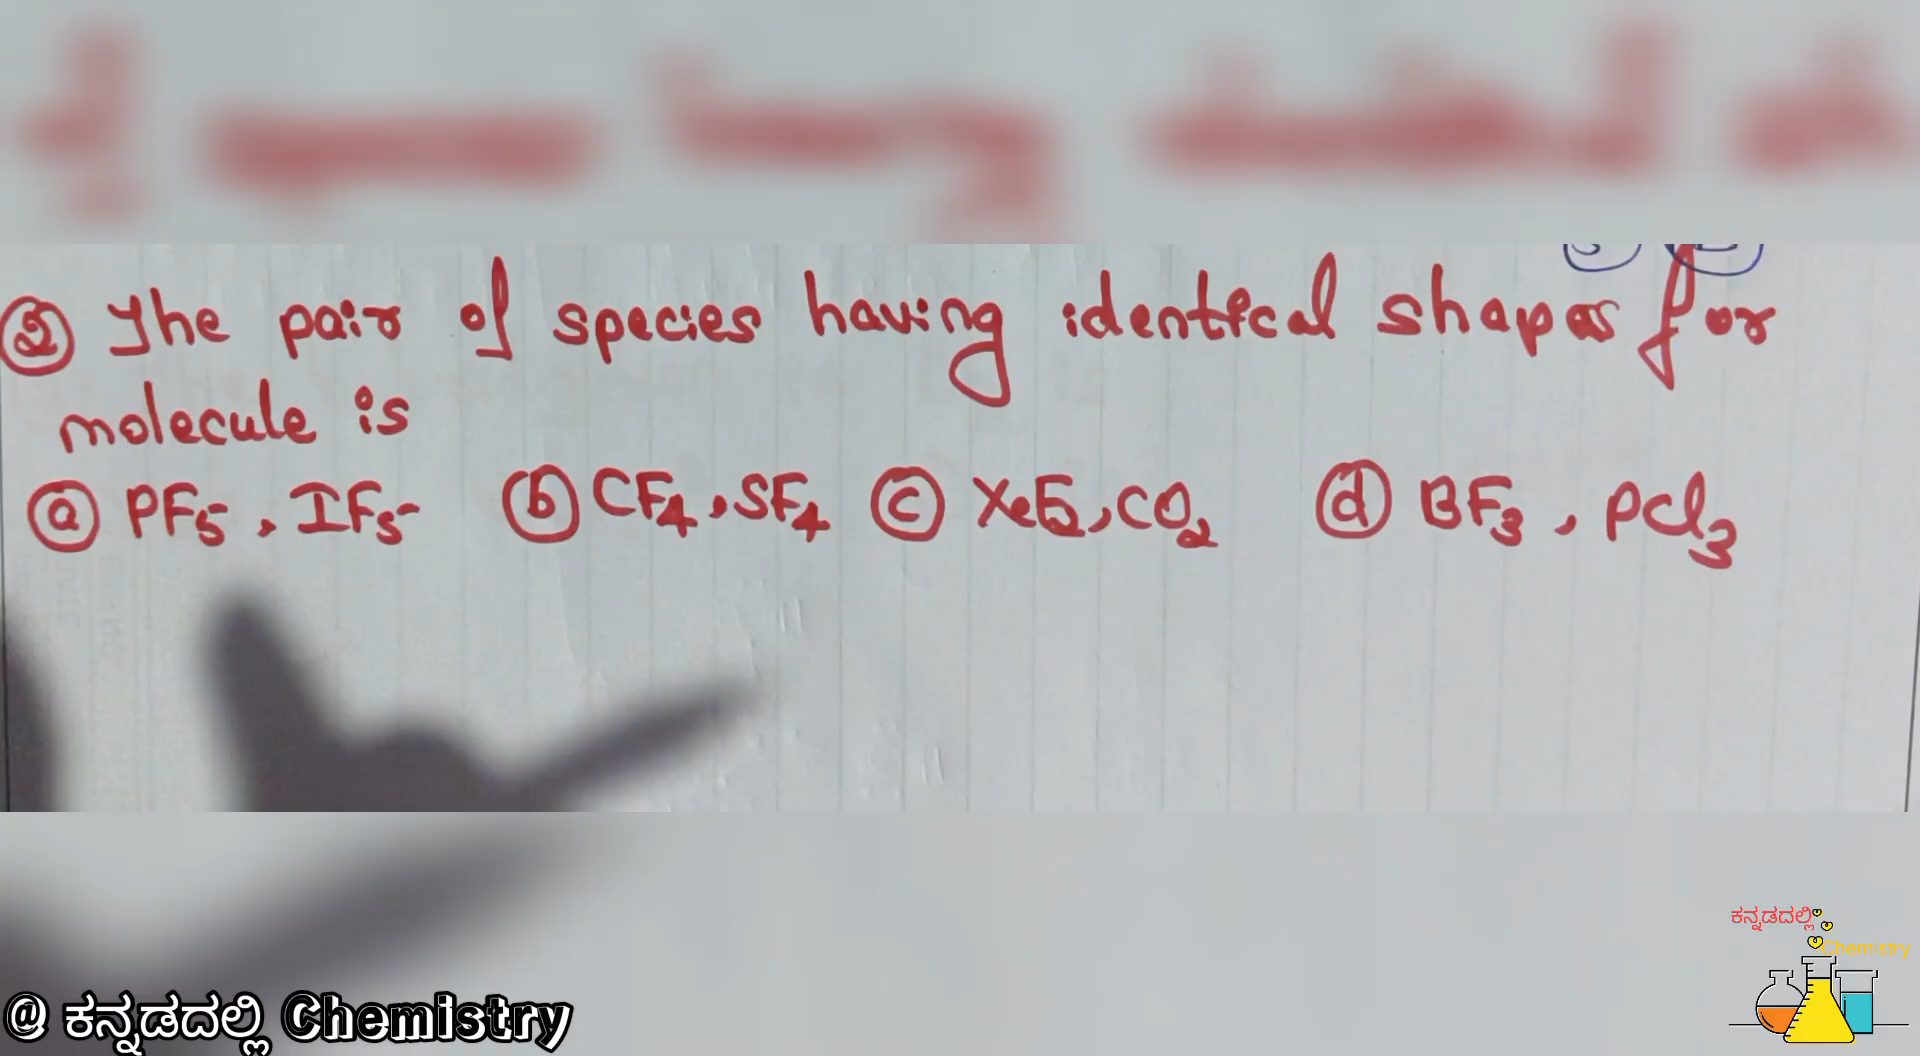 ② The pair of species having identical shapes for
molecule is
ⓐ PF5, IF5 ⓑ CF4, SF4 ⓒ XeF2, CO2 ⓓ BF3, PCl3
ಕನ್ನಡದಲ್ಲಿ
Chemistry
@ ಕನ್ನಡದಲ್ಲಿ Chemistry